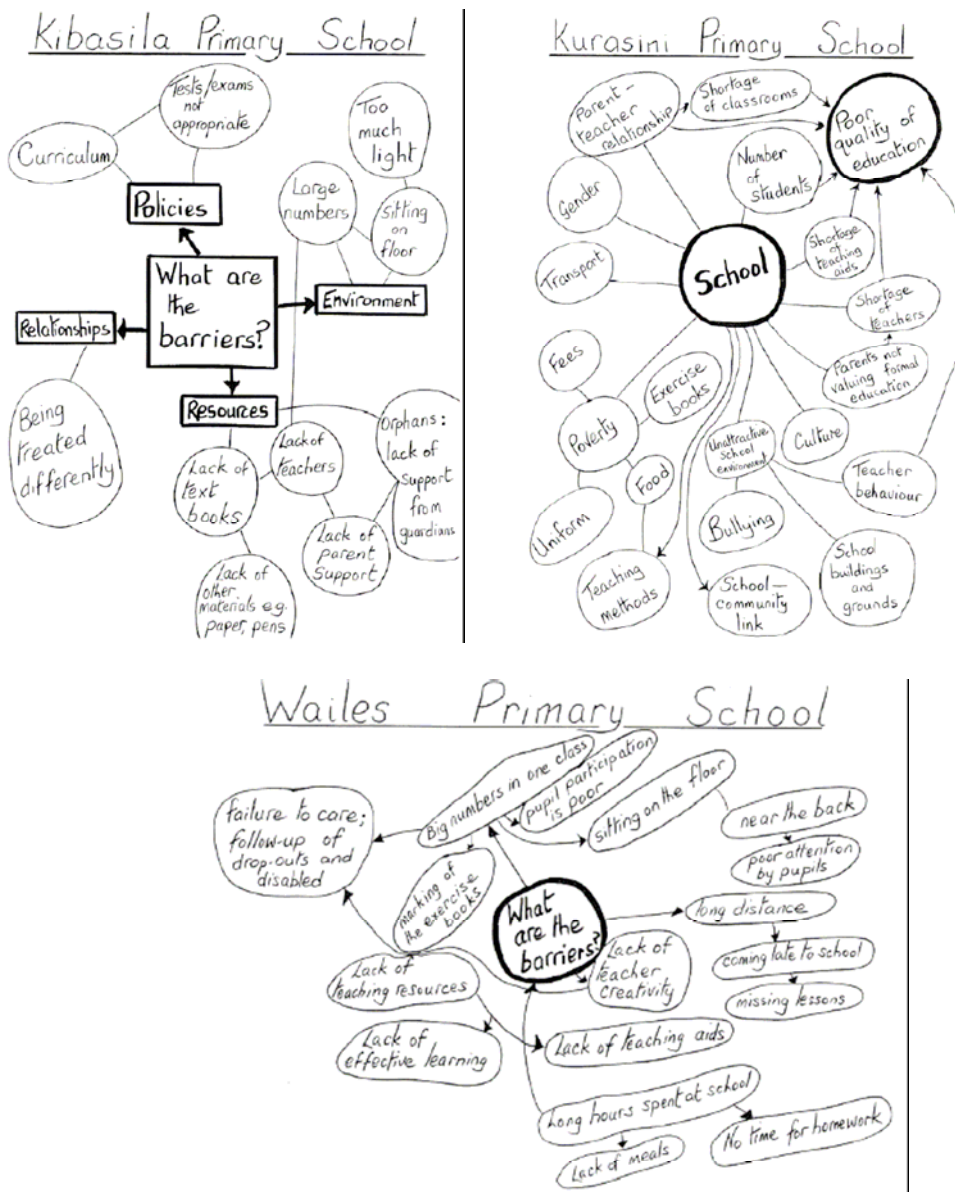 Kibasila Primary School
Tests/exams
not
appropriate
Curriculum
Policies
Too
much
light
Large
numbers
Sitting
on
floor
What are
the
barriers?
Environment
Relationships
Being
treated
differently
Resources
Lack of
text
books
Lack of
teachers
Orphans:
lack of
support
from
guardians
Lack of
parent
Support
Lack of
other
materials e.g.
paper, pens
Kurasini Primary School
Parent-
teacher
relationship
Shortage
of classrooms
Poor
quality of
education
Number
of
students
Gender
Transport
School
Shortage
of
teaching
aids
Shortage
of
teachers
Fees
Exercise
books
Parents not
valuing formal
education
Poverty
Unattractive
School
environment
Culture
Food
Teacher
behaviour
Uniform
Bullying
Teaching
methods
School-
community
link
School
buildings
and
grounds
Wailes Primary School
Big numbers in one class
pupil participation
is poor
sitting on the floor
near the back
poor attention
by pupils
failure to care;
follow-up of
drop-outs and
disabled
marking of
the exercise
books
What
are the
barriers?
long distance
coming late to school
missing lessons
Lack of
teaching resources
Lack of
teacher
creativity
Lack of
effective learning
Lack of teaching aids
Long hours spent at school
Lack of meals
No time for homework